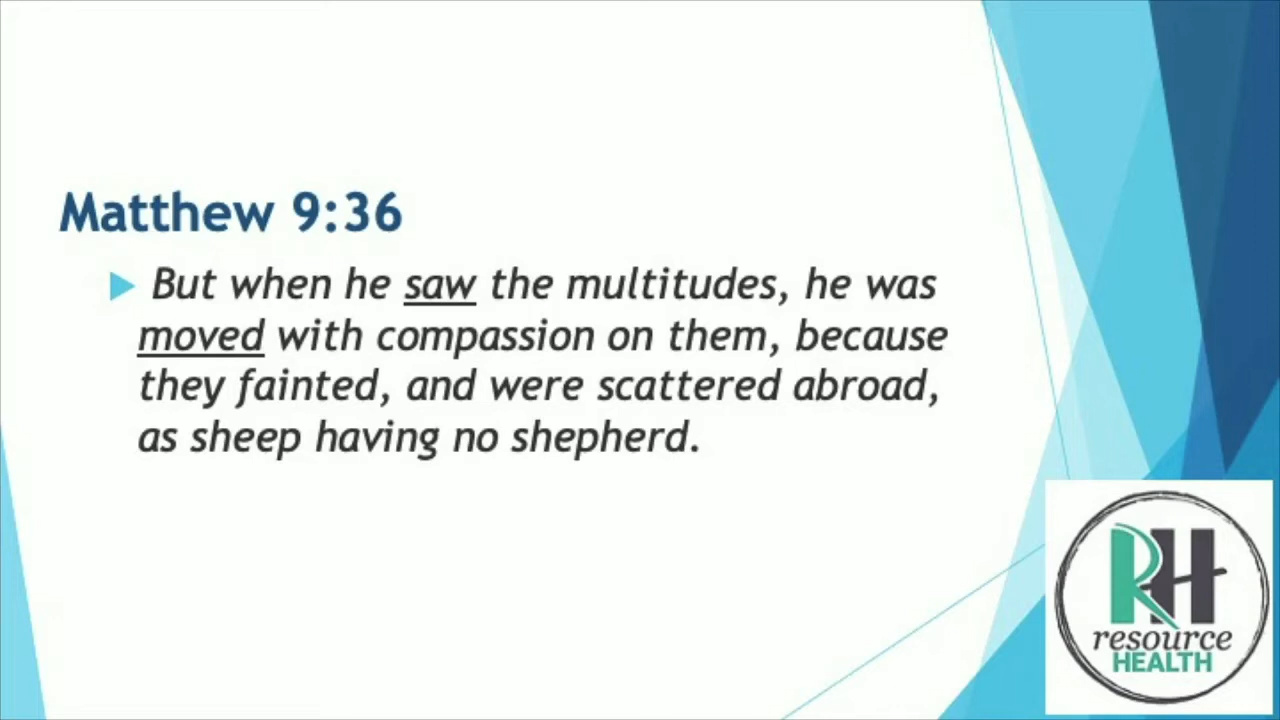 Matthew 9:36
But when he saw the multitudes, he was
moved with compassion on them, because
they fainted, and were scattered abroad,
as sheep having no shepherd.
RH
resource
HEALTH